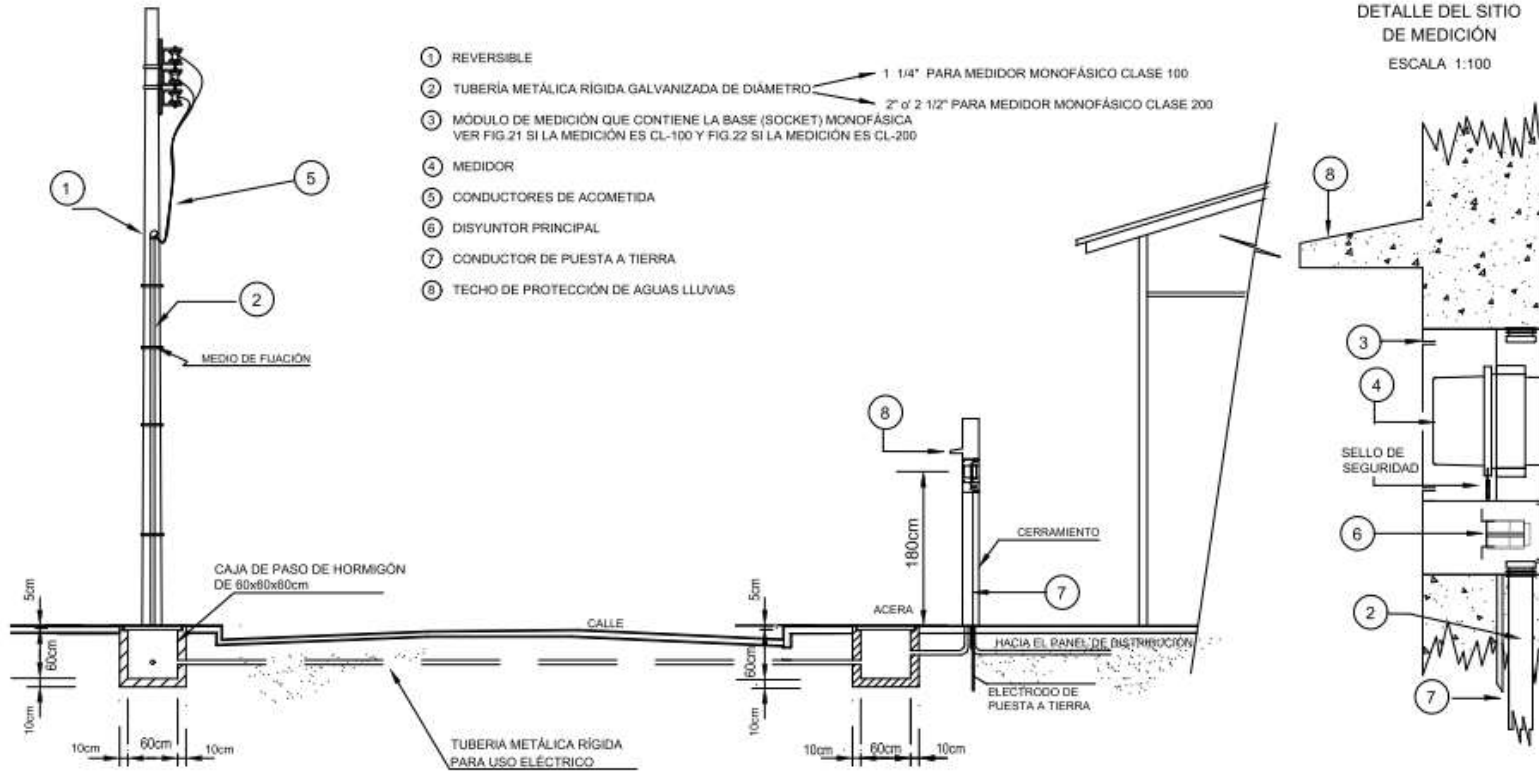 DETALLE DEL SITIO
DE MEDICIÓN
ESCALA 1:100
1 REVERSIBLE
2 TUBERÍA METÁLICA RÍGIDA GALVANIZADA DE DIÁMETRO
1 1/4" PARA MEDIDOR MONOFÁSICO CLASE 100
2" o' 2 1/2" PARA MEDIDOR MONOFÁSICO CLASE 200
3 MÓDULO DE MEDICIÓN QUE CONTIENE LA BASE (SOCKET) MONOFÁSICA
VER FIG.21 SI LA MEDICIÓN ES CL-100 Y FIG.22 SI LA MEDICIÓN ES CL-200
4 MEDIDOR
5 CONDUCTORES DE ACOMETIDA
6 DISYUNTOR PRINCIPAL
7 CONDUCTOR DE PUESTA A TIERRA
8 TECHO DE PROTECCIÓN DE AGUAS LLUVIAS
1
5
2
MEDIO DE FIJACIÓN
CAJA DE PASO DE HORMIGÓN
DE 60x60x60cm
5cm
60cm
10cm
10cm
60cm
10cm
CALLE
TUBERIA METÁLICA RÍGIDA
PARA USO ELÉCTRICO
5cm
60cm
10cm
10cm
60cm
10cm
ACERA
8
180cm
CERRAMIENTO
7
HACIA EL PANEL DE DISTRIBUCIÓN
ELECTRODO DE
PUESTA A TIERRA
8
3
4
SELLO DE
SEGURIDAD
6
2
7